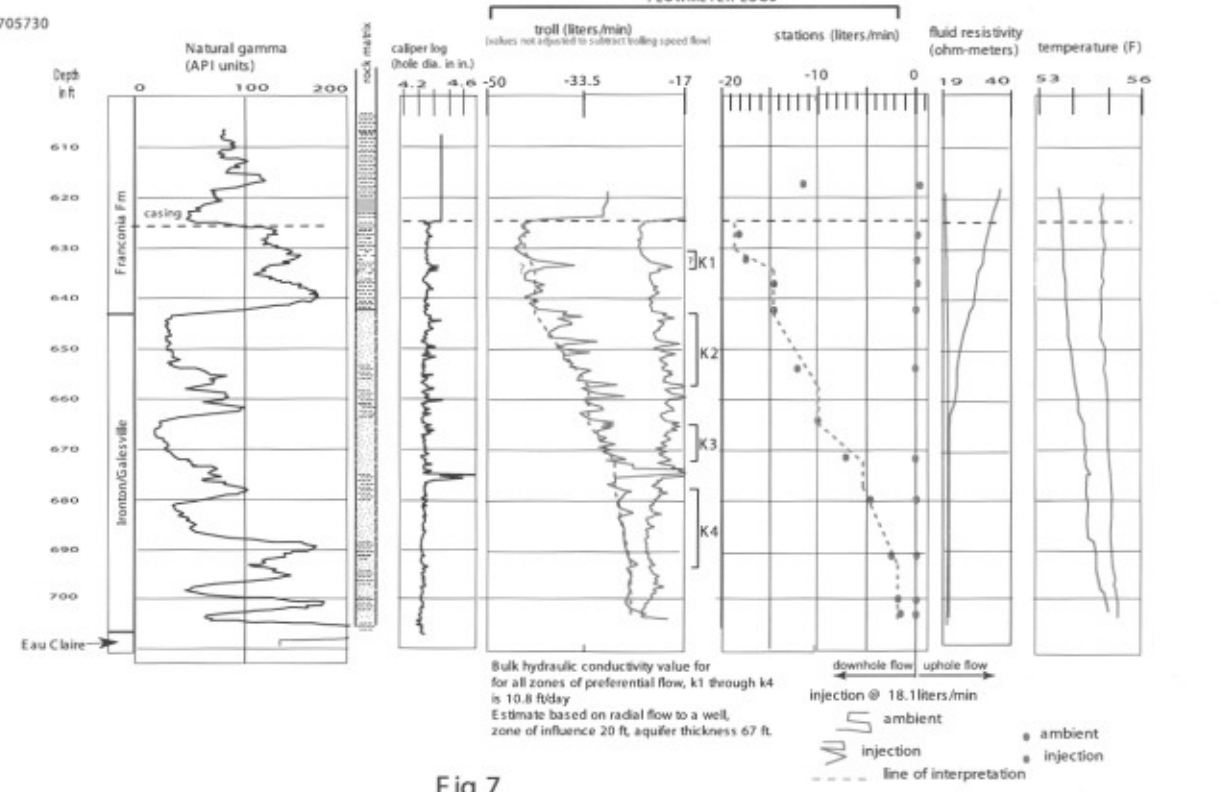 705730
FLOWMETER LOGS
troll (liters/min)
(values not adjusted to subtract trolling speed flow)
stations (liters/min)
fluid resistivity
(ohm-meters)
temperature (F)
Natural gamma
(API units)
rock matrix
caliper log
(hole dia. in in.)
Depth
in ft
0 100 200
4.2 4.6
-50 -33.5 -17
-20 -10 0
19 40
53 56
610
620
630
640
650
660
670
680
690
700
casing
Franconia Fm
Ironton/Galesville
Eau Claire
? K1
K2
K3
K4
Bulk hydraulic conductivity value for
for all zones of preferential flow, k1 through k4
is 10.8 ft/day
Estimate based on radial flow to a well,
zone of influence 20 ft, aquifer thickness 67 ft.
downhole flow uphole flow
injection @ 18.1liters/min
ambient
injection
line of interpretation
ambient
injection
Fig 7